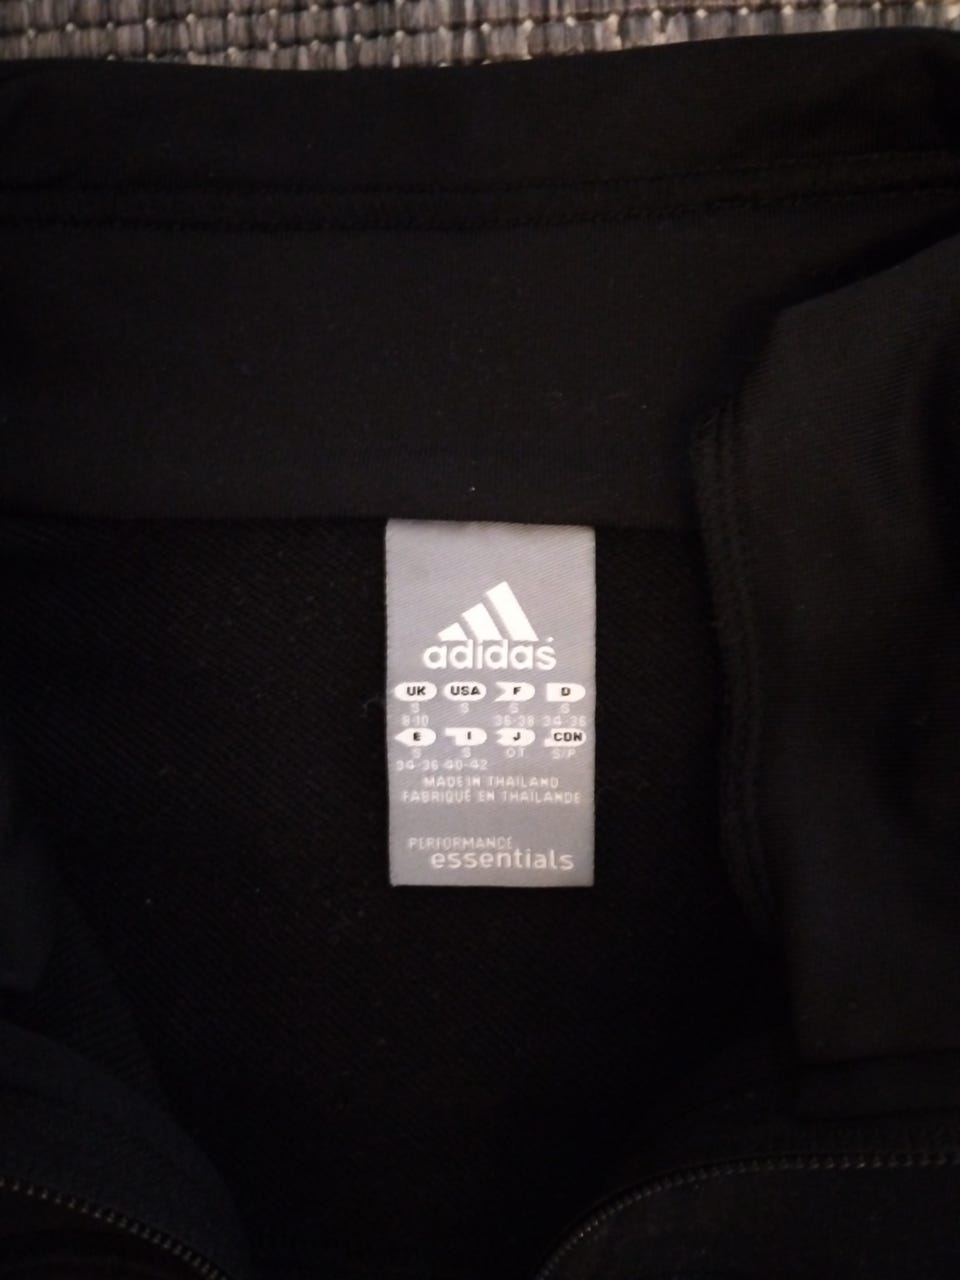 adidas
UK USA F D
S S S S
8-10 36-38 34-36
E I J CDN
S S OT S/P
34-36 40-42
MADE IN THAILAND
FABRIQUÉ EN THAÏLANDE
PERFORMANCE
essentials